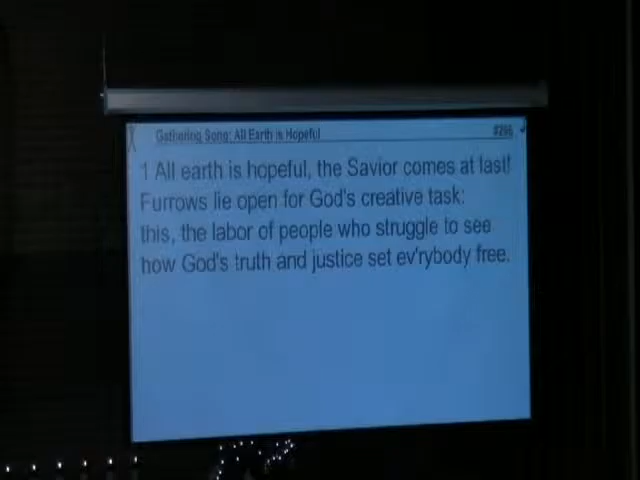 Gathering Song: All Earth is Hopeful #266
1 All earth is hopeful, the Savior comes at last!
Furrows lie open for God's creative task:
this, the labor of people who struggle to see
how God's truth and justice set ev'rybody free.